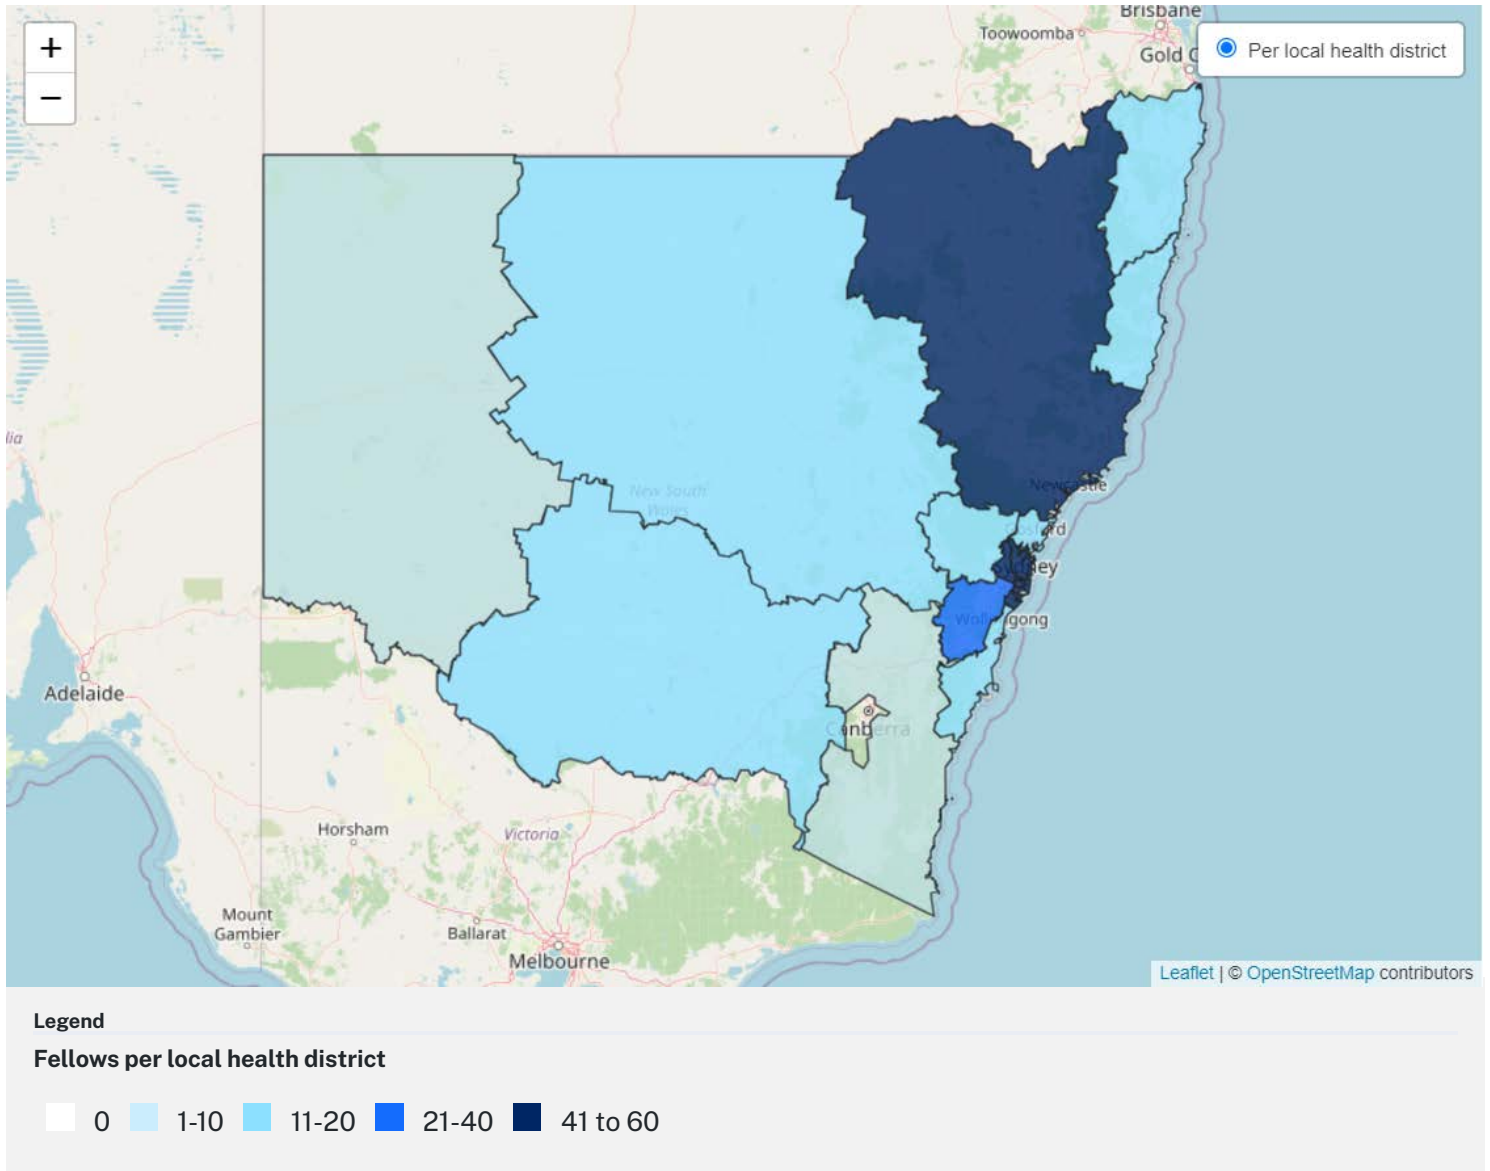 Brisbane
Toowoomba
Gold C
+
Per local health district
−
lia
New South
Wales
Newcastle
Gosford
Sydney
Wollongong
Adelaide
Canberra
Horsham
Victoria
Mount
Gambier
Ballarat
Melbourne
Leaflet | © OpenStreetMap contributors
Legend
Fellows per local health district
0 1-10 11-20 21-40 41 to 60